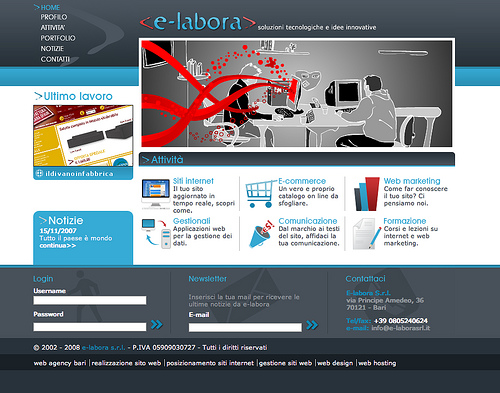 >HOME
PROFILO
ATTIVITA'
PORTFOLIO
NOTIZIE
CONTATTI
<e-labora> soluzioni tecnologiche e idee innovative
>Ultimo lavoro
ildivanoinfabbrica
>Attività
Siti internet
Il tuo sito
aggiornato in
tempo reale, scopri
come.
E-commerce
Un vero e proprio
catalogo on line da
sfogliare.
Web marketing
Come far conoscere
il tuo sito? Ci
pensiamo noi.
Gestionali
Applicazioni web
per la gestione dei
dati.
Comunicazione
Dal marchio ai testi
del sito, affidaci la
tua comunicazione.
Formazione
Corsi e lezioni su
internet e web
marketing.
>Notizie
15/11/2007
Tutto il paese è mondo
continua>>
Login
Username
Password
Newsletter
Inserisci la tua mail per ricevere le
ultime notizie da e-labora
E-mail
Contattaci
E-labora S.r.l.
via Principe Amedeo, 36
70121 - Bari
Tel/fax: +39 0805240624
e-mail: info@e-laborasrl.it
© 2002 - 2008 e-labora s.r.l. - P.IVA 05909030727 - Tutti i diritti riservati
web agency bari | realizzazione sito web | posizionamento siti internet | gestione siti web | web design | web hosting